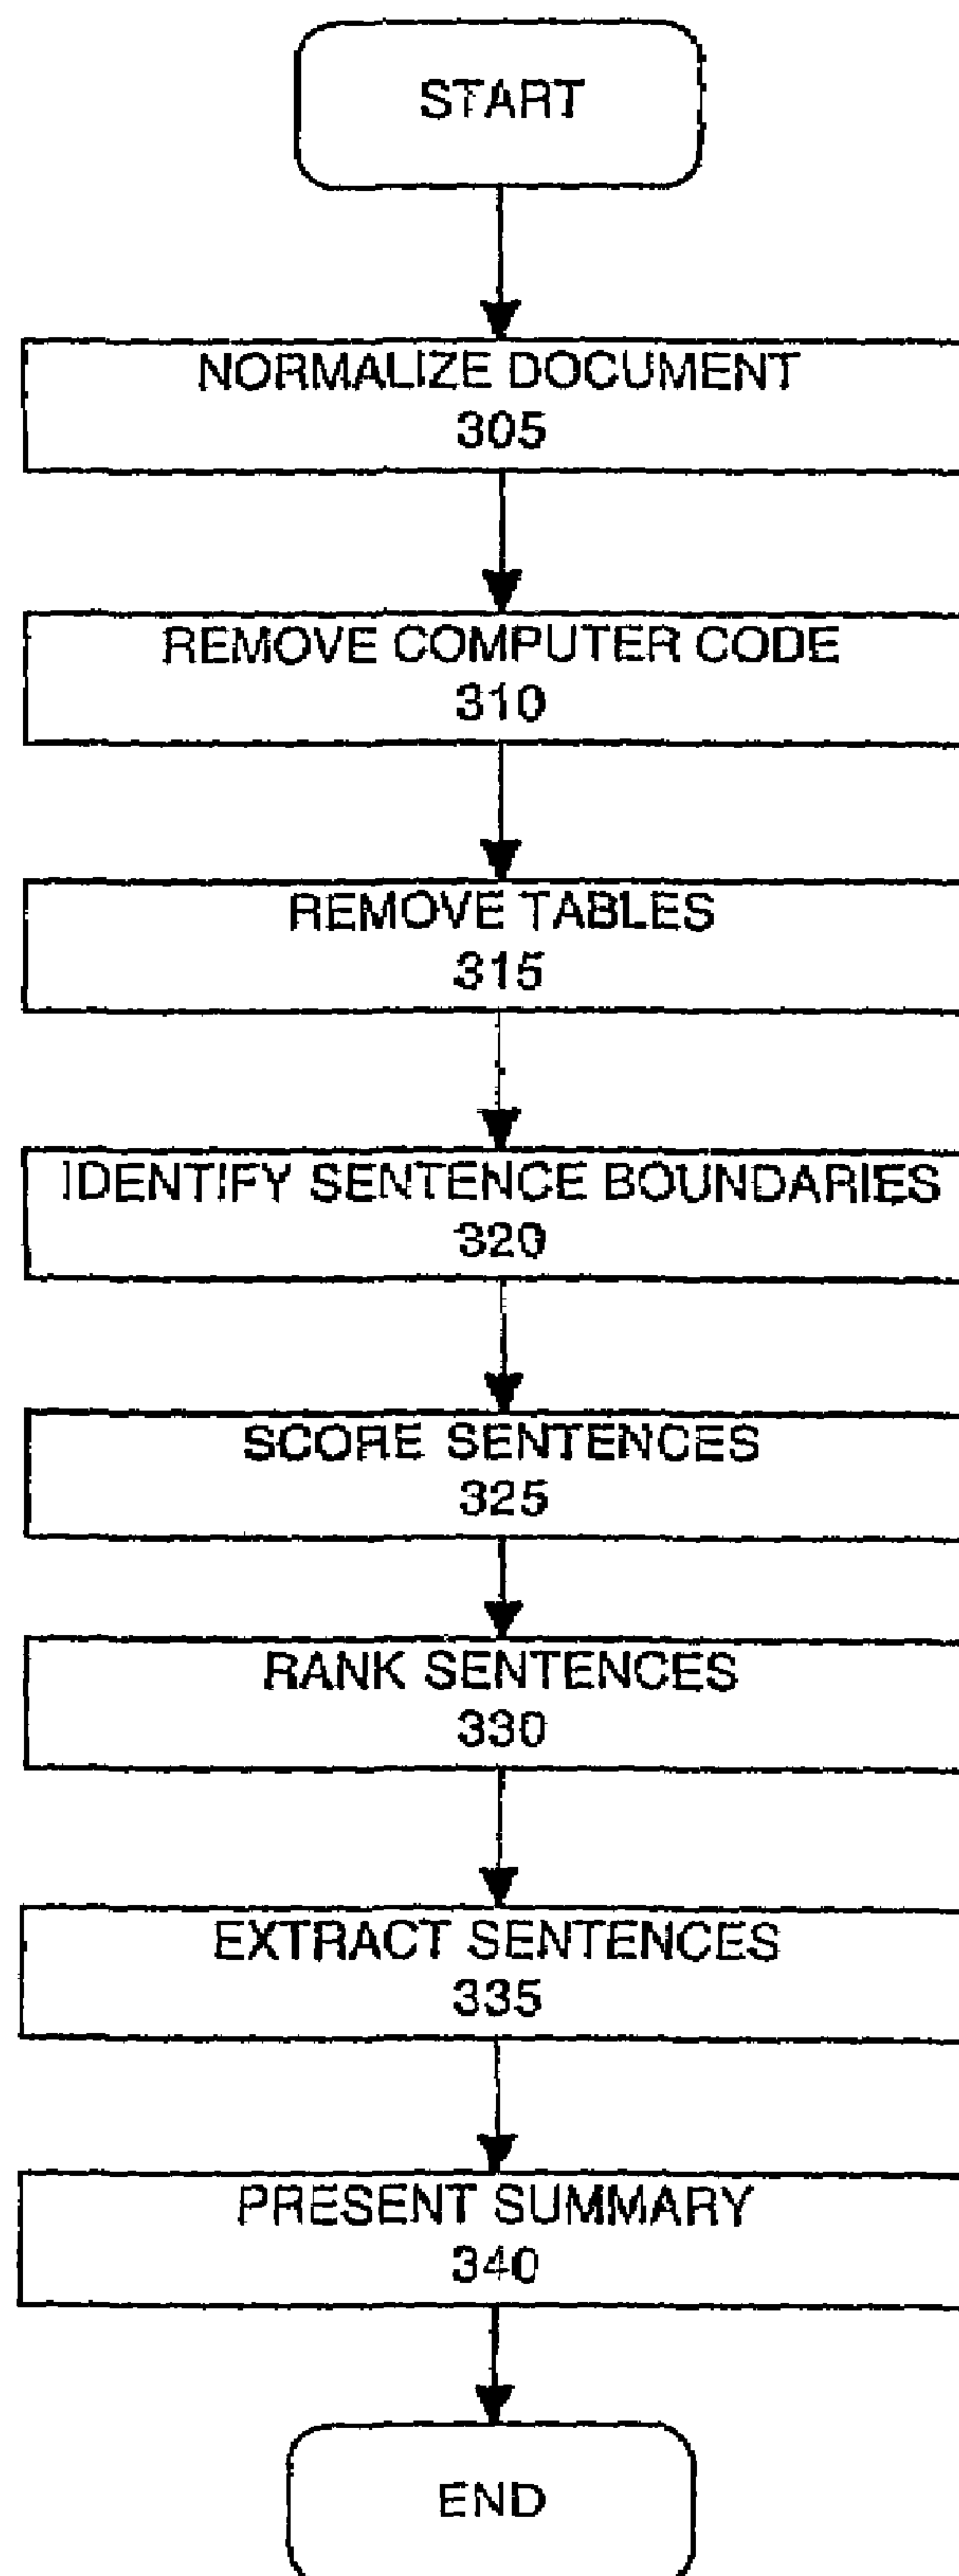 START
NORMALIZE DOCUMENT
305
REMOVE COMPUTER CODE
310
REMOVE TABLES
315
IDENTIFY SENTENCE BOUNDARIES
320
SCORE SENTENCES
325
RANK SENTENCES
330
EXTRACT SENTENCES
335
PRESENT SUMMARY
340
END